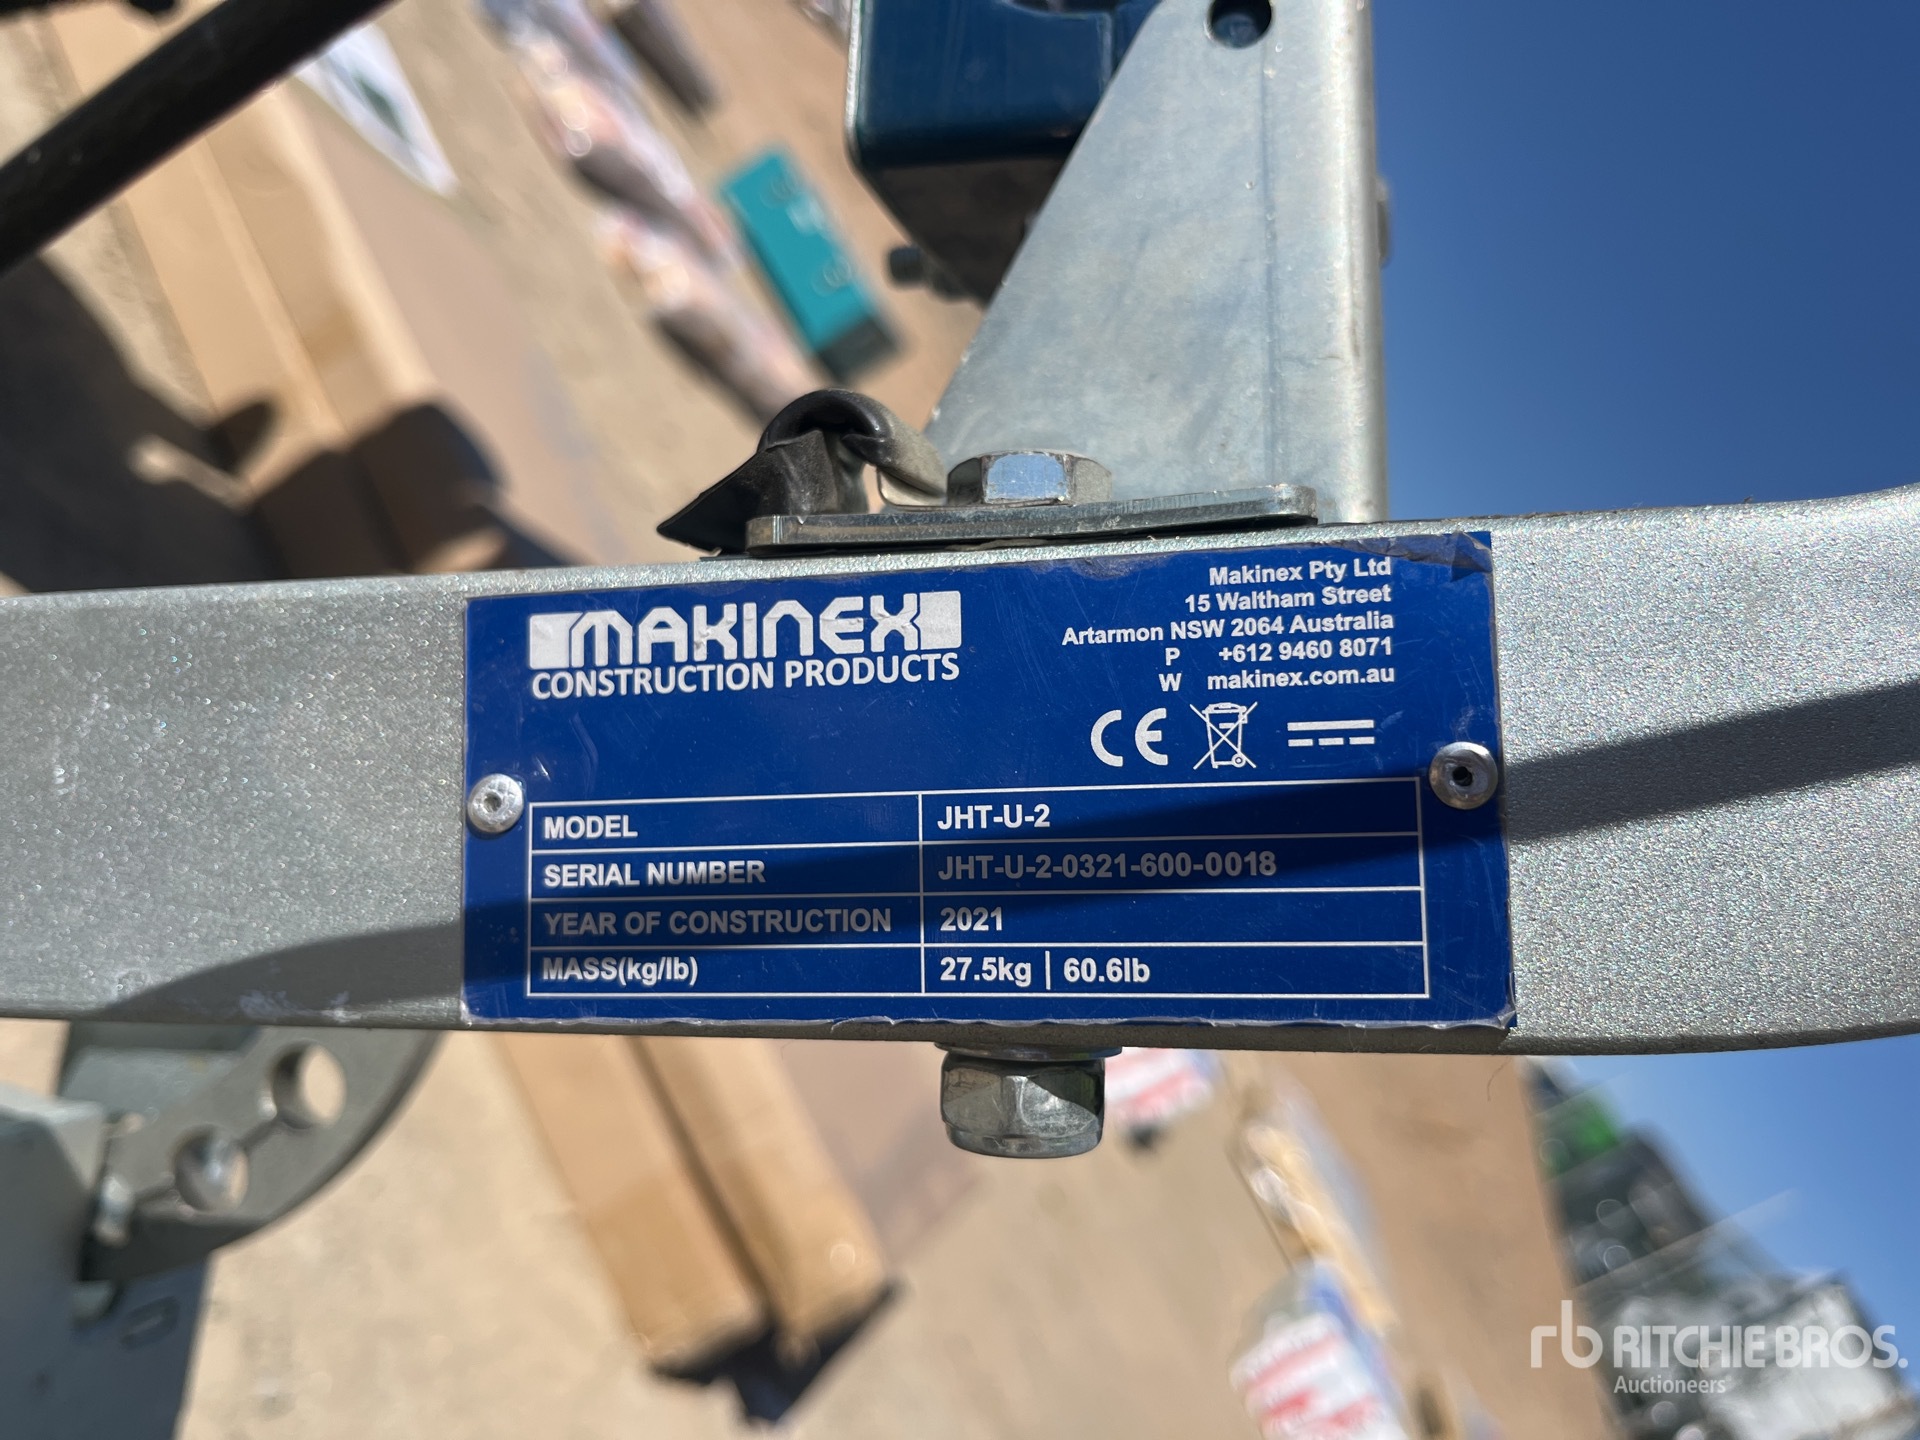 MAKINEX
CONSTRUCTION PRODUCTS
Makinex Pty Ltd
15 Waltham Street
Artarmon NSW 2064 Australia
P +612 9460 8071
W makinex.com.au
CE
MODEL JHT-U-2
SERIAL NUMBER JHT-U-2-0321-600-0018
YEAR OF CONSTRUCTION 2021
MASS(kg/lb) 27.5kg | 60.6lb
rb RITCHIE BROS.
Auctioneers